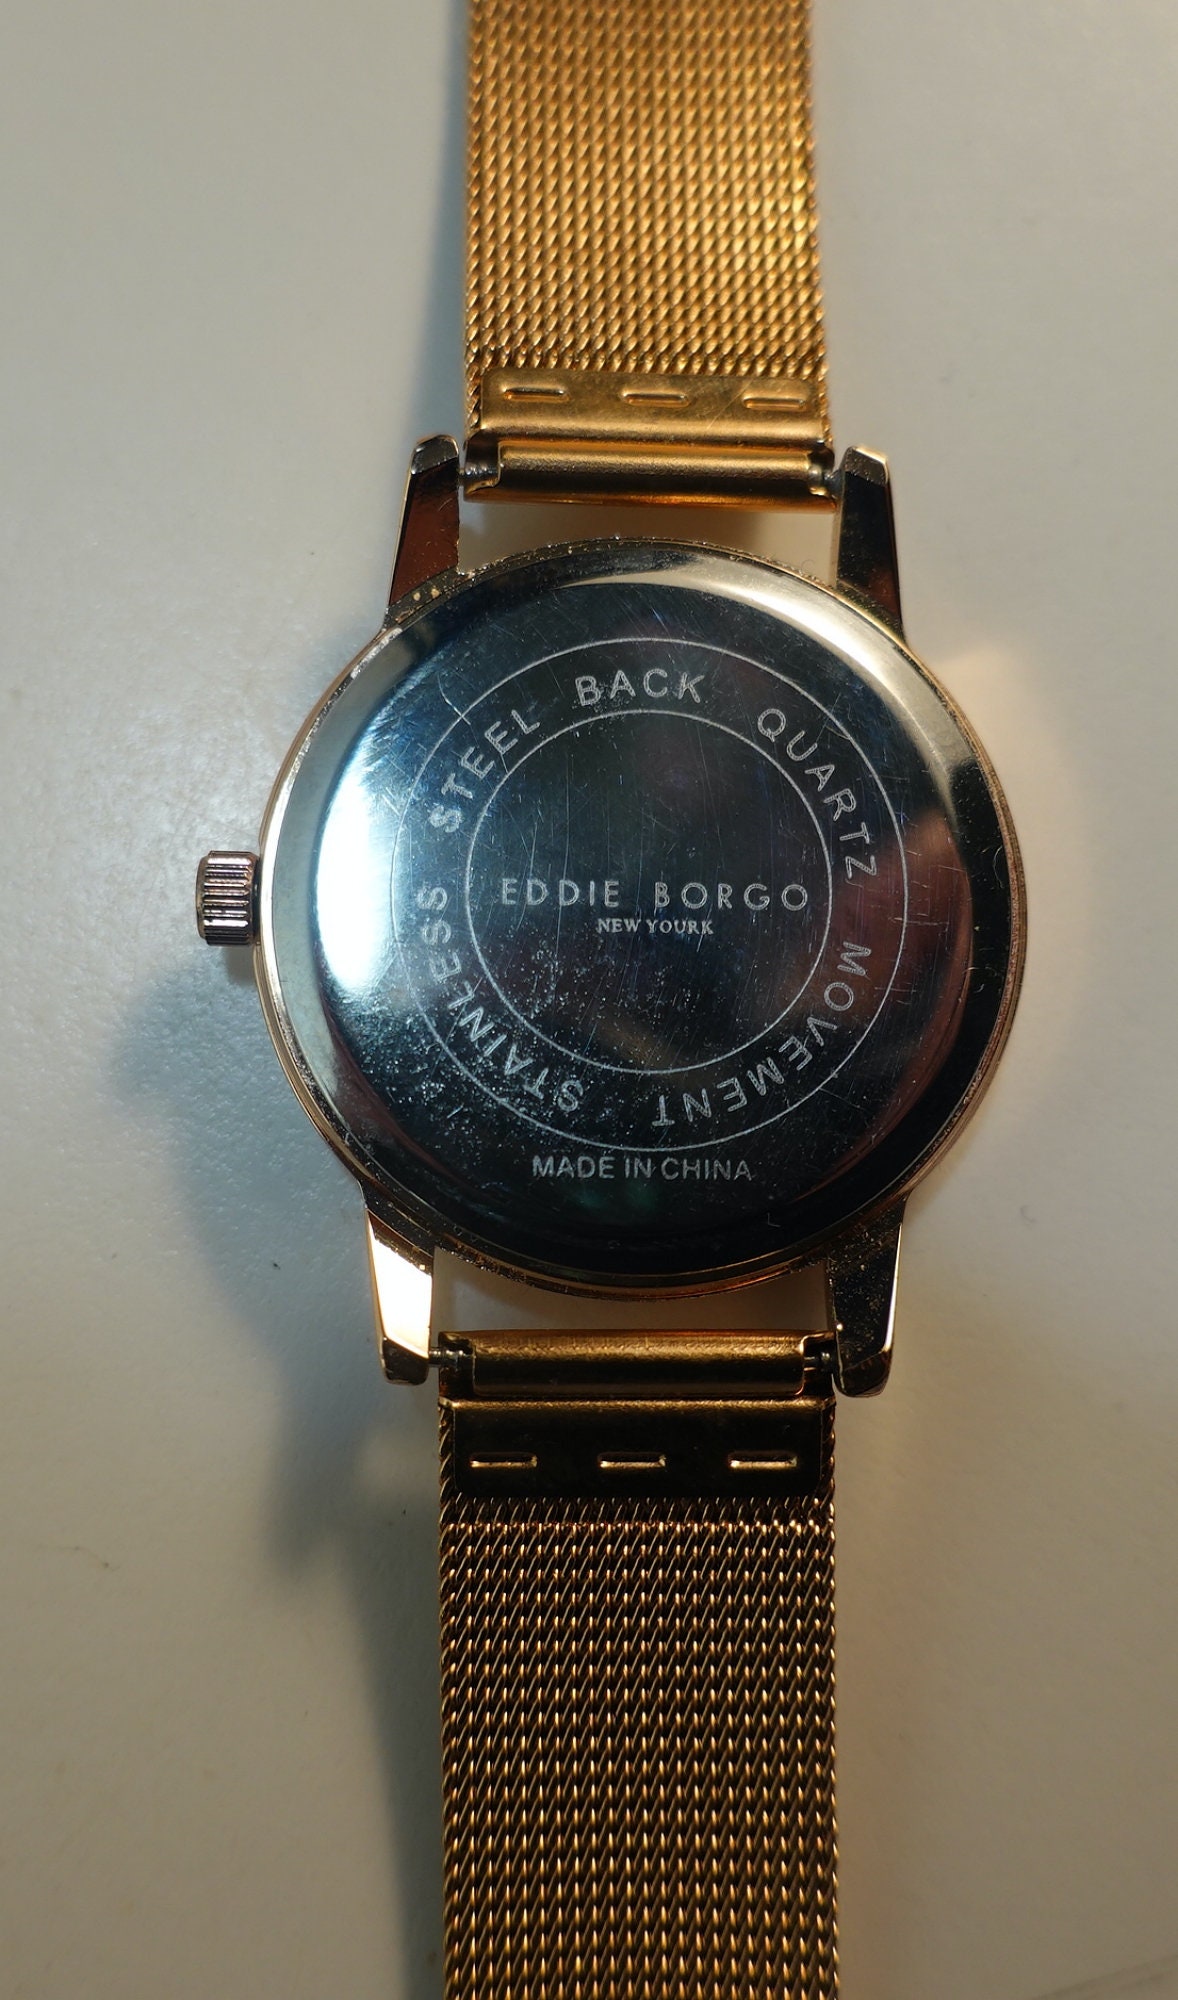 STAINLESS STEEL BACK QUARTZ MOVEMENT
EDDIE BORGO
NEW YOURK
MADE IN CHINA